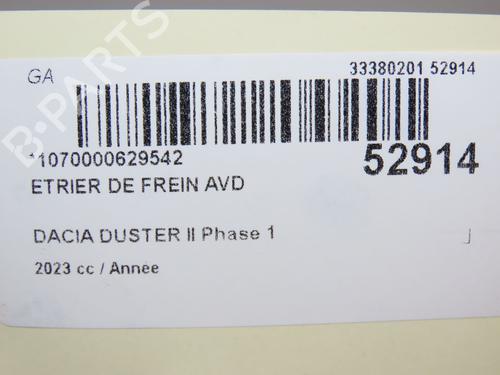 GA
33380201 52914
*1070000629542
52914
ETRIER DE FREIN AVD
DACIA DUSTER II Phase 1
J
2023 cc / Année
B-PARTS